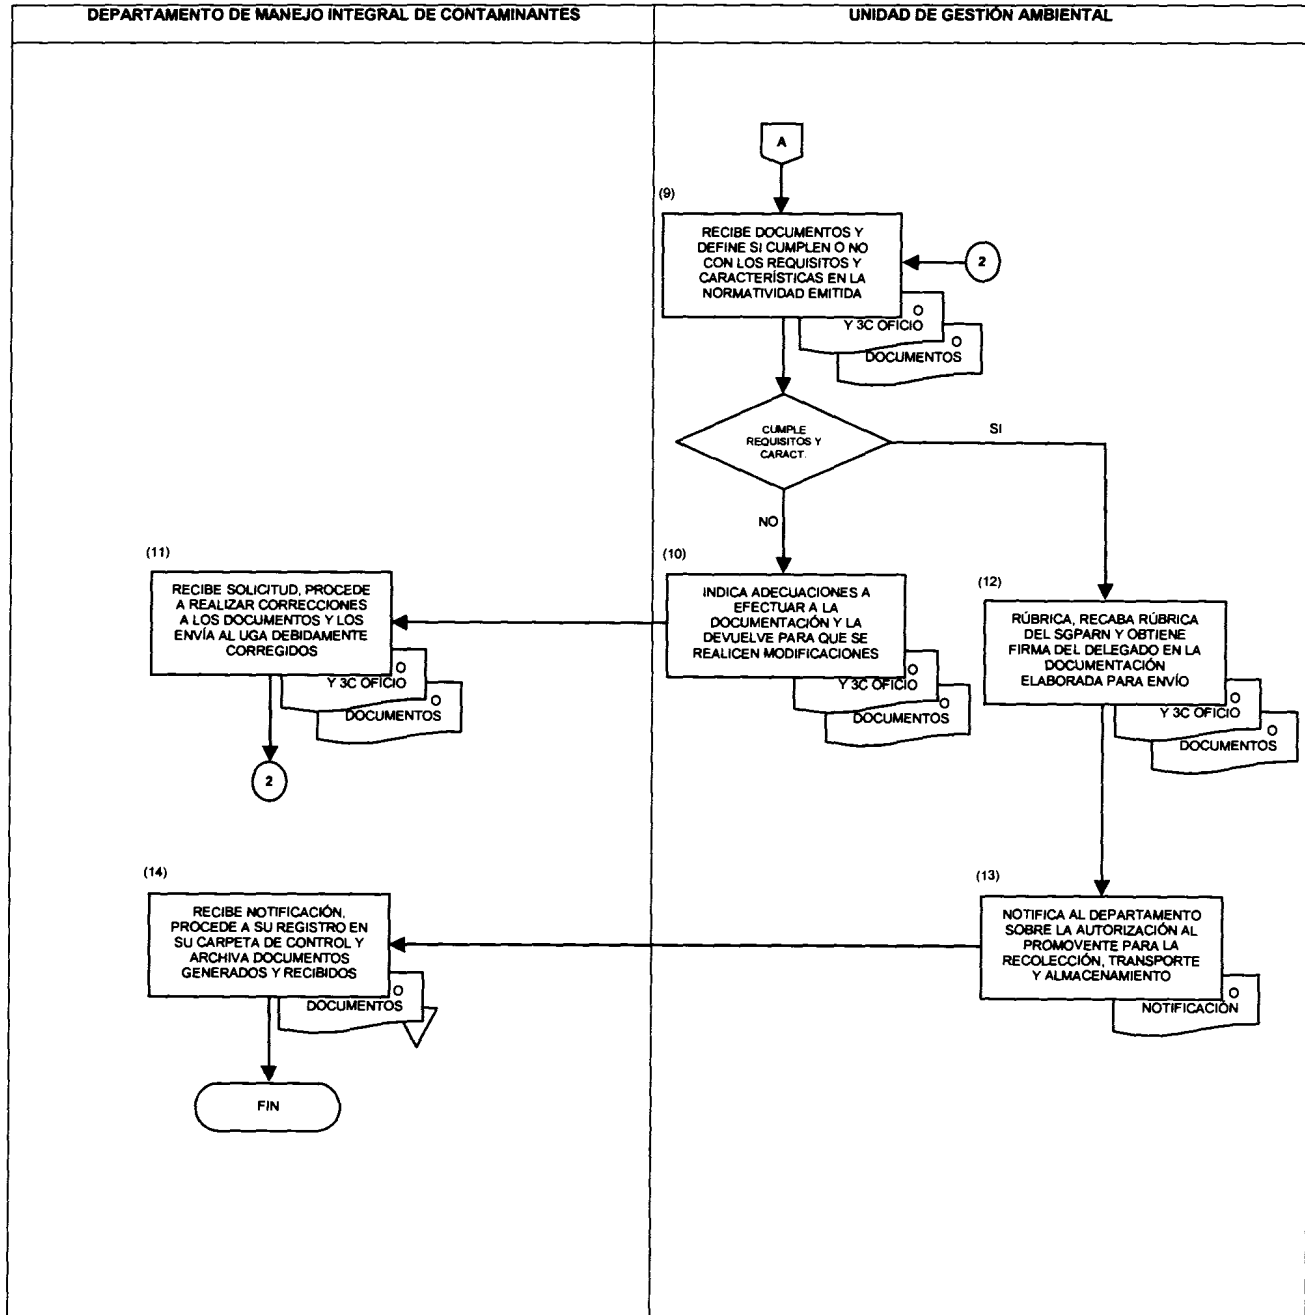 DEPARTAMENTO DE MANEJO INTEGRAL DE CONTAMINANTES
UNIDAD DE GESTIÓN AMBIENTAL
A
(9)
RECIBE DOCUMENTOS Y
DEFINE SI CUMPLEN O NO
CON LOS REQUISITOS Y
CARACTERÍSTICAS EN LA
NORMATIVIDAD EMITIDA
2
O
Y 3C OFICIO
O
DOCUMENTOS
CUMPLE
REQUISITOS Y
CARACT.
SI
NO
(11)
RECIBE SOLICITUD, PROCEDE
A REALIZAR CORRECCIONES
A LOS DOCUMENTOS Y LOS
ENVÍA AL UGA DEBIDAMENTE
CORREGIDOS
O
Y 3C OFICIO
O
DOCUMENTOS
2
(10)
INDICA ADECUACIONES A
EFECTUAR A LA
DOCUMENTACIÓN Y LA
DEVUELVE PARA QUE SE
REALICEN MODIFICACIONES
O
Y 3C OFICIO
O
DOCUMENTOS
(12)
RÚBRICA, RECABA RÚBRICA
DEL SGPARN Y OBTIENE
FIRMA DEL DELEGADO EN LA
DOCUMENTACIÓN
ELABORADA PARA ENVÍO
O
Y 3C OFICIO
O
DOCUMENTOS
(14)
RECIBE NOTIFICACIÓN,
PROCEDE A SU REGISTRO EN
SU CARPETA DE CONTROL Y
ARCHIVA DOCUMENTOS
GENERADOS Y RECIBIDOS
O
DOCUMENTOS
FIN
(13)
NOTIFICA AL DEPARTAMENTO
SOBRE LA AUTORIZACIÓN AL
PROMOVENTE PARA LA
RECOLECCIÓN, TRANSPORTE
Y ALMACENAMIENTO
O
NOTIFICACIÓN